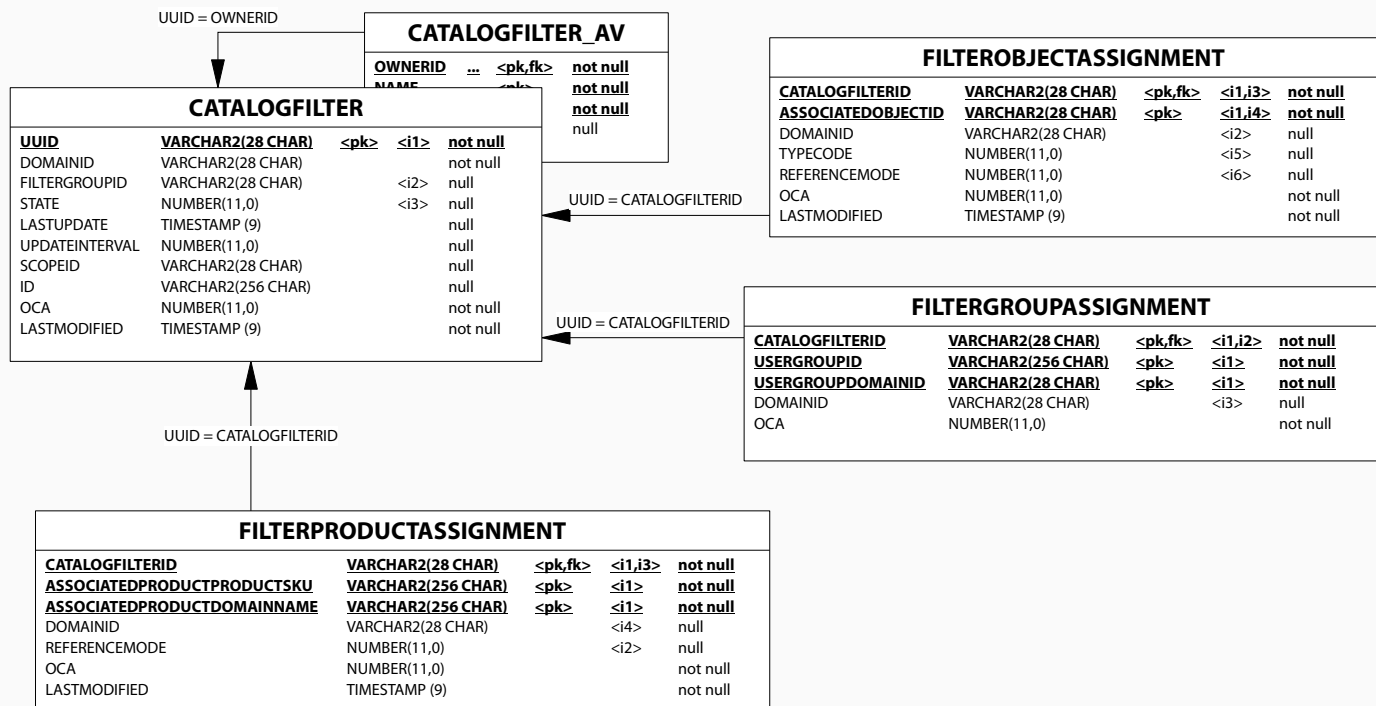 UUID = OWNERID
CATALOGFILTER_AV
OWNERID ... <pk,fk> not null
NAME <pk> not null
not null
null
CATALOGFILTER
UUID VARCHAR2(28 CHAR) <pk> <i1> not null
DOMAINID VARCHAR2(28 CHAR) not null
FILTERGROUPID VARCHAR2(28 CHAR) <i2> null
STATE NUMBER(11,0) <i3> null
LASTUPDATE TIMESTAMP (9) null
UPDATEINTERVAL NUMBER(11,0) null
SCOPEID VARCHAR2(28 CHAR) null
ID VARCHAR2(256 CHAR) null
OCA NUMBER(11,0) not null
LASTMODIFIED TIMESTAMP (9) not null
FILTEROBJECTASSIGNMENT
CATALOGFILTERID VARCHAR2(28 CHAR) <pk,fk> <i1,i3> not null
ASSOCIATEDOBJECTID VARCHAR2(28 CHAR) <pk> <i1,i4> not null
DOMAINID VARCHAR2(28 CHAR) <i2> null
TYPECODE NUMBER(11,0) <i5> null
REFERENCEMODE NUMBER(11,0) <i6> null
OCA NUMBER(11,0) not null
LASTMODIFIED TIMESTAMP (9) not null
UUID = CATALOGFILTERID
FILTERGROUPASSIGNMENT
CATALOGFILTERID VARCHAR2(28 CHAR) <pk,fk> <i1,i2> not null
USERGROUPID VARCHAR2(256 CHAR) <pk> <i1> not null
USERGROUPDOMAINID VARCHAR2(28 CHAR) <pk> <i1> not null
DOMAINID VARCHAR2(28 CHAR) <i3> null
OCA NUMBER(11,0) not null
UUID = CATALOGFILTERID
UUID = CATALOGFILTERID
FILTERPRODUCTASSIGNMENT
CATALOGFILTERID VARCHAR2(28 CHAR) <pk,fk> <i1,i3> not null
ASSOCIATEDPRODUCTPRODUCTSKU VARCHAR2(256 CHAR) <pk> <i1> not null
ASSOCIATEDPRODUCTDOMAINNAME VARCHAR2(256 CHAR) <pk> <i1> not null
DOMAINID VARCHAR2(28 CHAR) <i4> null
REFERENCEMODE NUMBER(11,0) <i2> null
OCA NUMBER(11,0) not null
LASTMODIFIED TIMESTAMP (9) not null